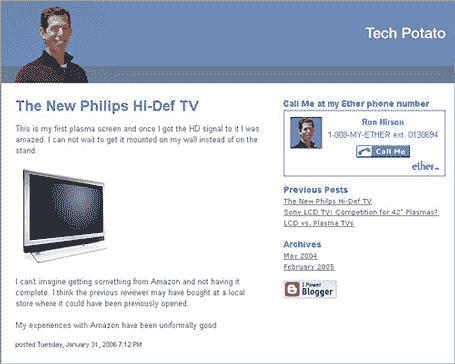 Tech Potato
The New Philips Hi-Def TV
This is my first plasma screen and once I got the HD signal to it I was
amazed. I can not wait to get it mounted on my wall instead of on the
stand.
I can't imagine getting something from Amazon and not having it
complete. I think the previous reviewer may have bought at a local
store where it could have been previously opened.
My experiences with Amazon have been uniformally good
posted Tuesday, January 31, 2006 7:12 PM
Call Me at my Ether phone number
Ron Hirson
1-888-MY-ETHER ext. 0138694
Call Me
ether
Previous Posts
The New Philps Hi-Def TV
Sony LCD TV: Competition for 42" Plasmas?
LCD vs. Plasma TVs
Archives
May 2004
February 2005
I Power
Blogger